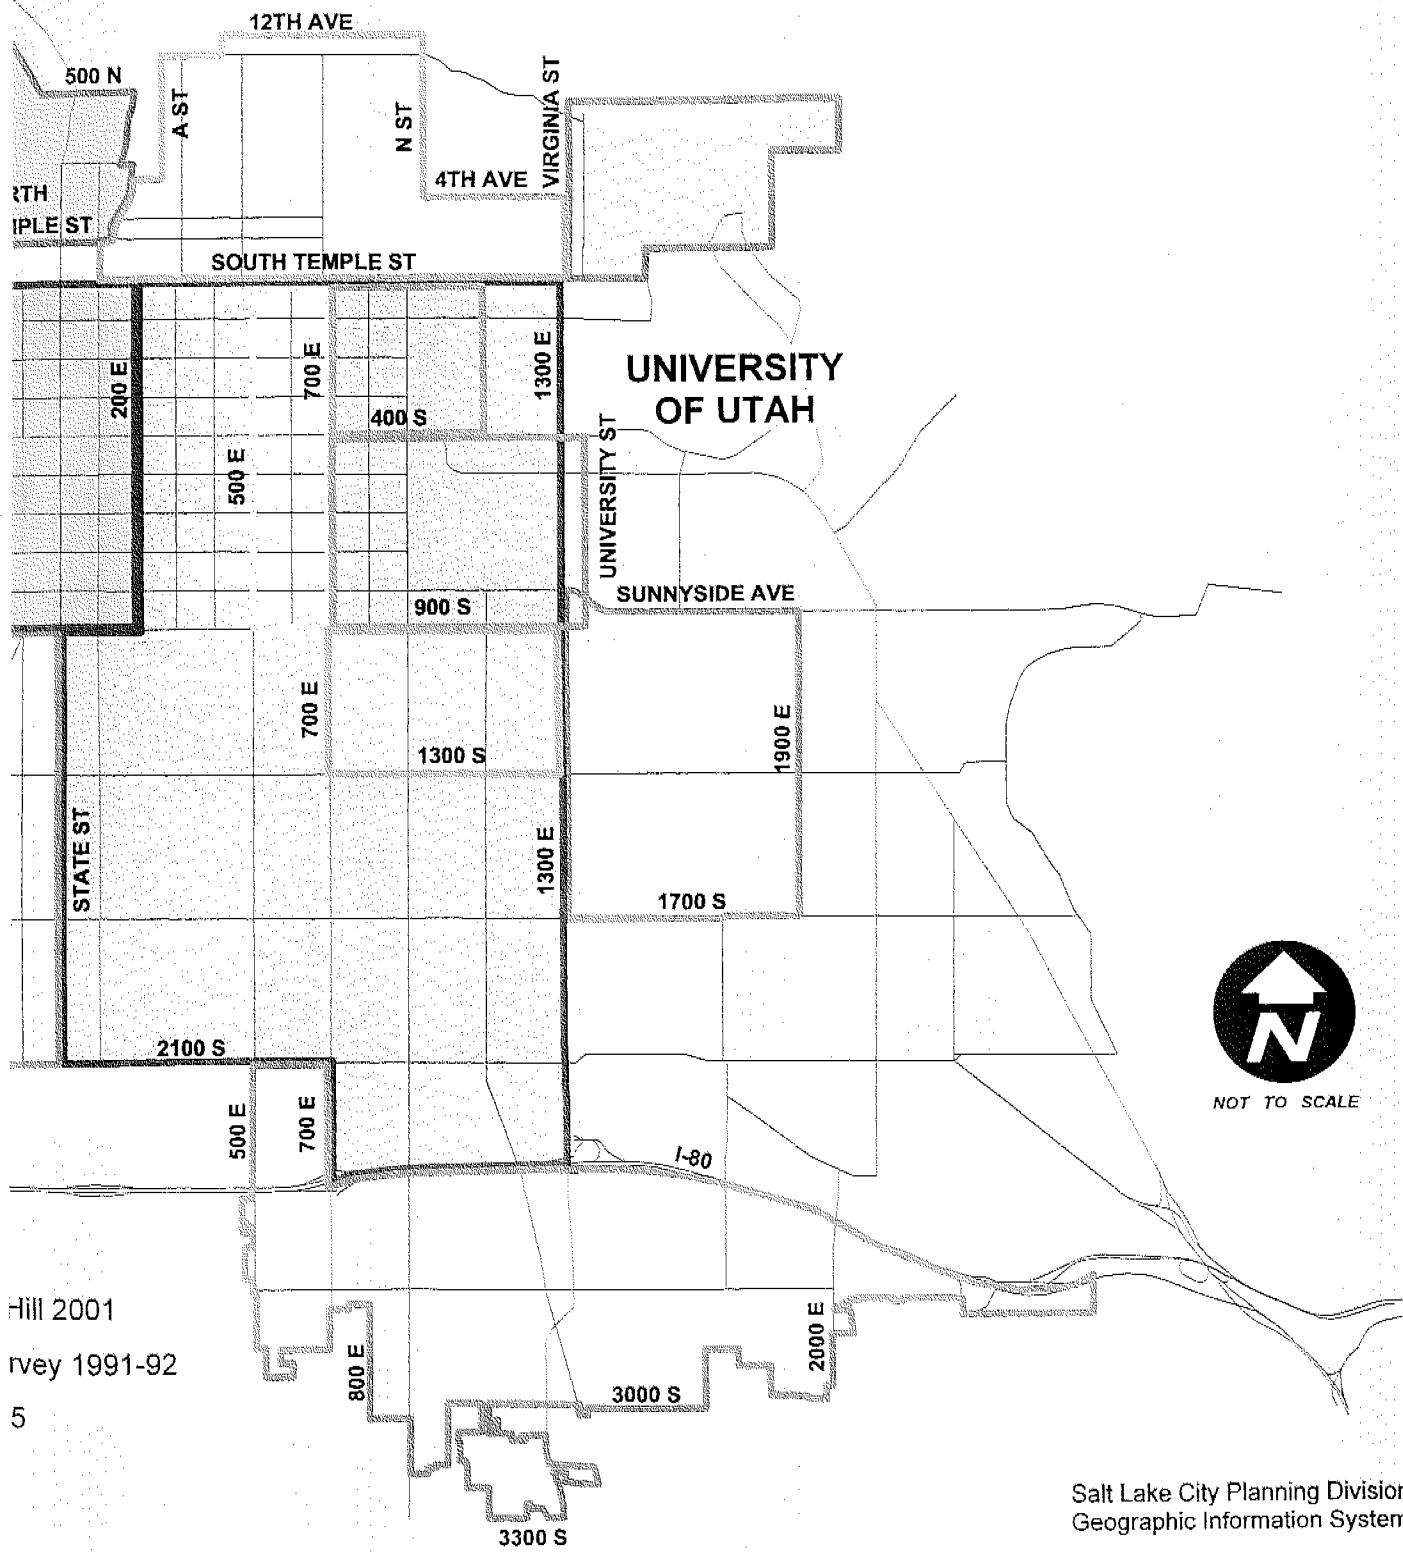 12TH AVE
500 N
A ST
N ST
VIRGINIA ST
4TH AVE
RTH
IPLE ST
SOUTH TEMPLE ST
200 E
700 E
1300 E
UNIVERSITY
OF UTAH
400 S
500 E
UNIVERSITY ST
900 S
SUNNYSIDE AVE
700 E
1300 S
1900 E
STATE ST
1300 E
1700 S
2100 S
N
NOT TO SCALE
500 E
700 E
I-80
Hill 2001
rvey 1991-92
5
800 E
2000 E
3000 S
3300 S
Salt Lake City Planning Division
Geographic Information System